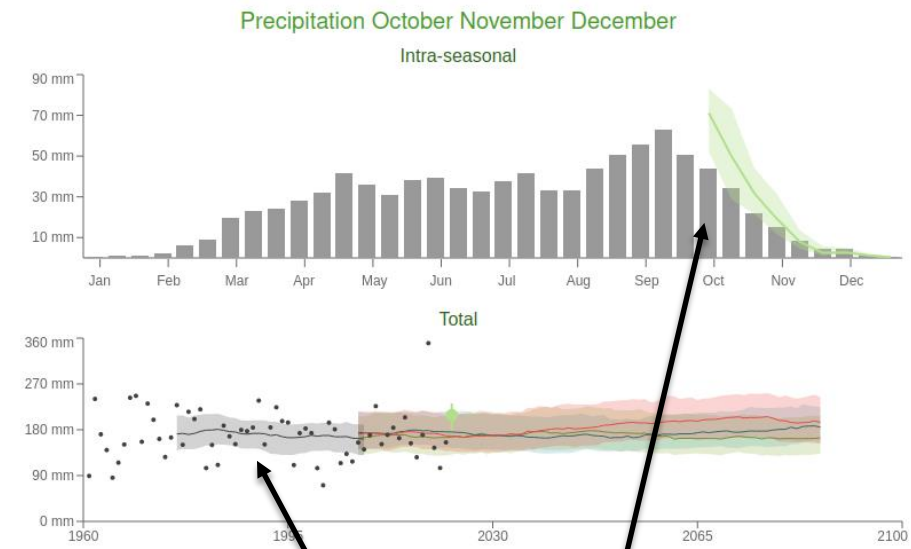 Precipitation October November December
Intra-seasonal
90 mm
70 mm
50 mm
30 mm
10 mm
Jan Feb Mar Apr May Jun Jul Aug Sep Oct Nov Dec
Total
360 mm
270 mm
180 mm
90 mm
0 mm
1960 1995 2030 2065 2100